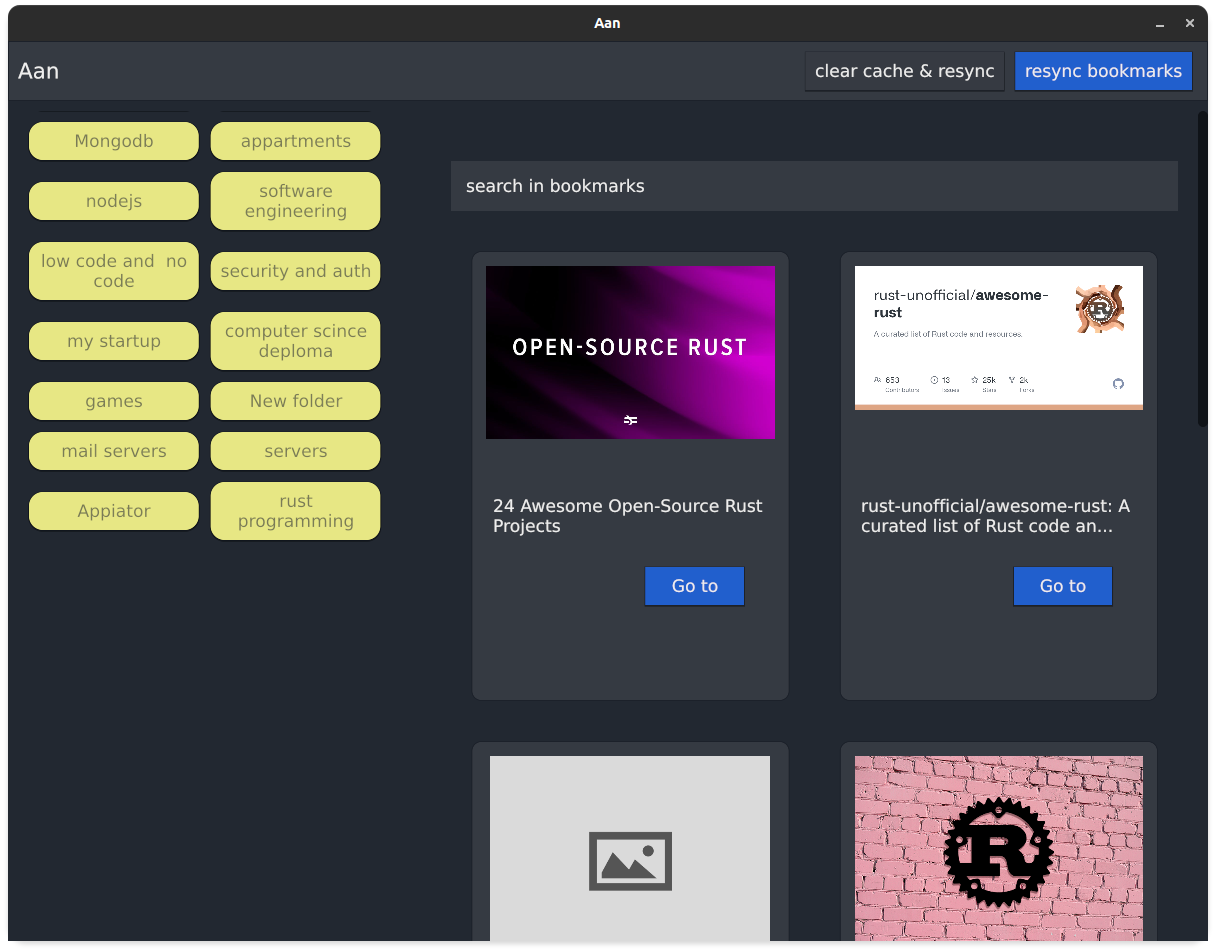 Aan
Aan
clear cache & resync
resync bookmarks
Mongodb
appartments
nodejs
software
engineering
low code and  no
code
security and auth
my startup
computer scince
deploma
games
New folder
mail servers
servers
Appiator
rust
programming
search in bookmarks
OPEN-SOURCE RUST
24 Awesome Open-Source Rust
Projects
Go to
rust-unofficial/awesome-
rust
A curated list of Rust code and resources.
653
Contributors
13
Issues
25k
Stars
2k
Forks
rust-unofficial/awesome-rust: A
curated list of Rust code an...
Go to
R